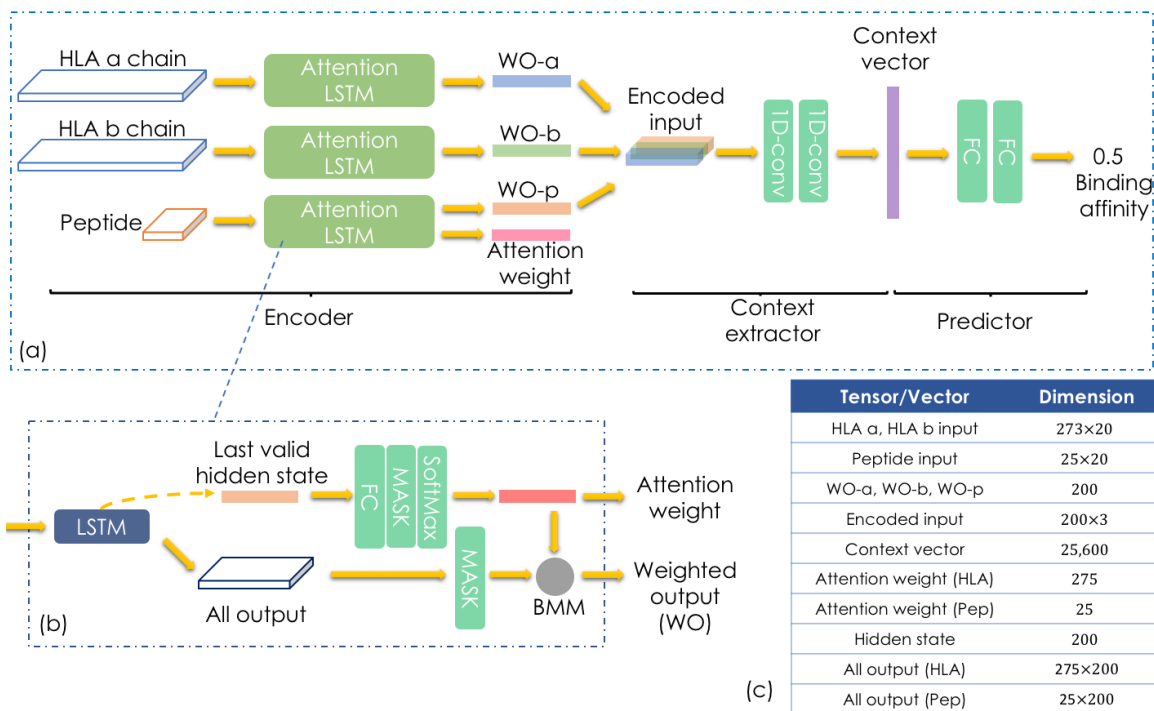 HLA a chain
Attention
LSTM
WO-a
HLA b chain
Attention
LSTM
WO-b
Peptide
Attention
LSTM
WO-p
Attention
weight
Encoded
input
1D-conv
1D-conv
Context
vector
FC
FC
0.5
Binding
affinity
Encoder
Context
extractor
Predictor
(a)
Last valid
hidden state
LSTM
FC
MASK
SoftMax
Attention
weight
All output
MASK
BMM
Weighted
output
(WO)
(b)
Tensor/Vector Dimension
HLA a, HLA b input 273×20
Peptide input 25×20
WO-a, WO-b, WO-p 200
Encoded input 200×3
Context vector 25,600
Attention weight (HLA) 275
Attention weight (Pep) 25
Hidden state 200
All output (HLA) 275×200
All output (Pep) 25×200
(c)